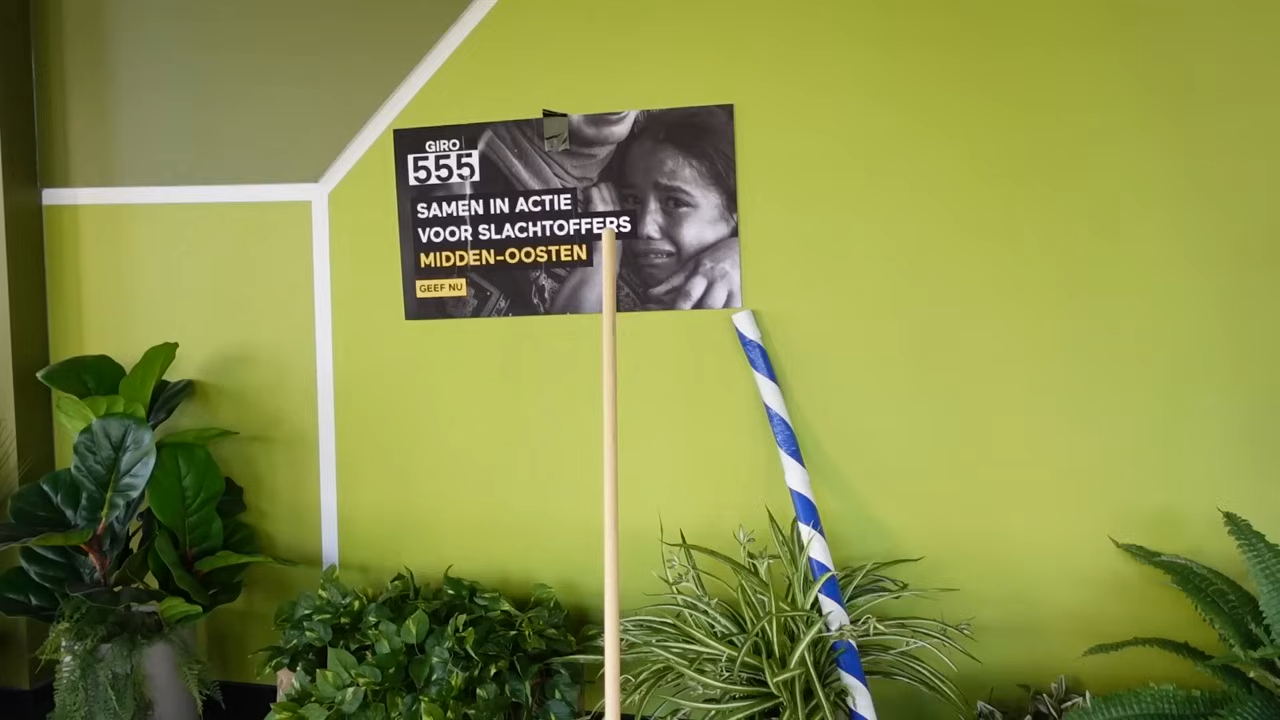 GIRO
555
SAMEN IN ACTIE
VOOR SLACHTOFFERS
MIDDEN-OOSTEN
GEEF NU